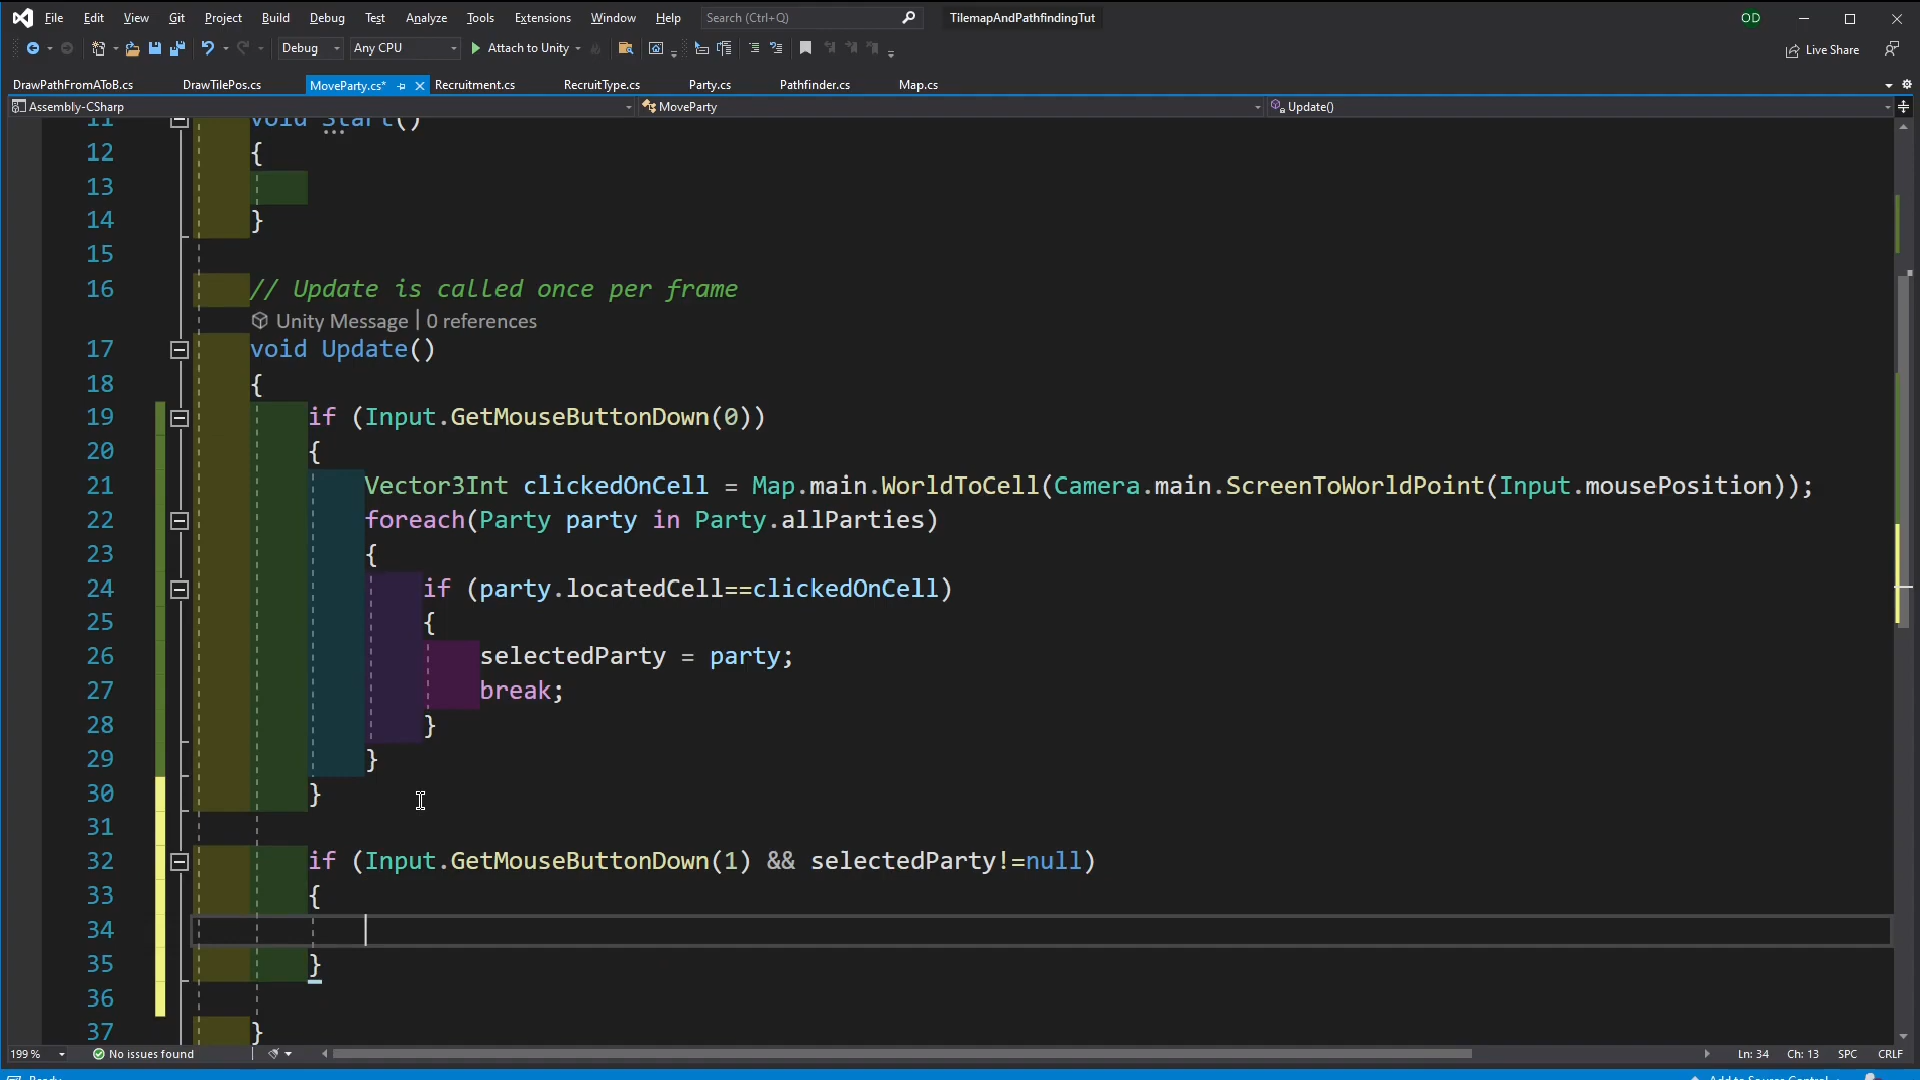 File Edit View Git Project Build Debug Test Analyze Tools Extensions Window Help Search (Ctrl+Q) TilemapAndPathfindingTut OD
Debug Any CPU Attach to Unity Live Share
DrawPathFromAToB.cs DrawTilePos.cs MoveParty.cs* Recruitment.cs RecruitType.cs Party.cs Pathfinder.cs Map.cs
Assembly-CSharp MoveParty Update()
11 void Start()
12 {
13
14 }
15
16 // Update is called once per frame
Unity Message | 0 references
17 void Update()
18 {
19 if (Input.GetMouseButtonDown(0))
20 {
21 Vector3Int clickedOnCell = Map.main.WorldToCell(Camera.main.ScreenToWorldPoint(Input.mousePosition));
22 foreach(Party party in Party.allParties)
23 {
24 if (party.locatedCell==clickedOnCell)
25 {
26 selectedParty = party;
27 break;
28 }
29 }
30 }
31
32 if (Input.GetMouseButtonDown(1) && selectedParty!=null)
33 {
34
35 }
36
37 }
199 % No issues found Ln: 34 Ch: 13 SPC CRLF